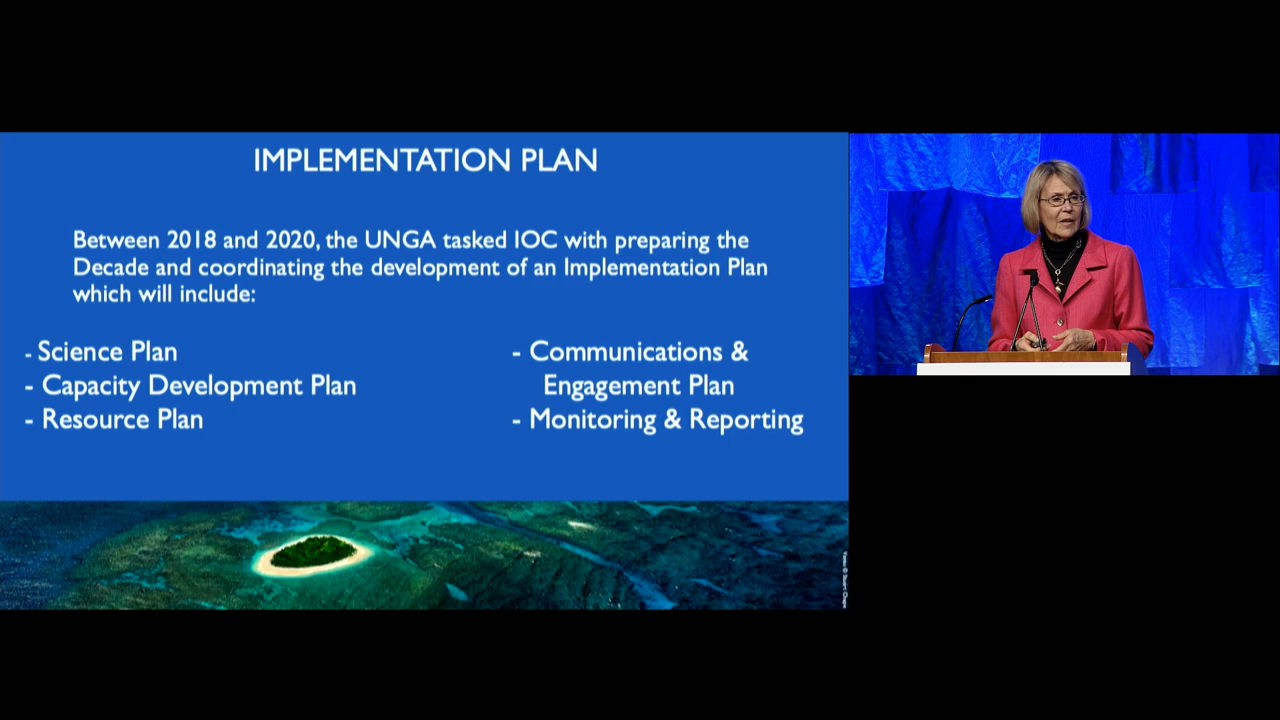 IMPLEMENTATION PLAN
Between 2018 and 2020, the UNGA tasked IOC with preparing the
Decade and coordinating the development of an Implementation Plan
which will include:
- Science Plan
- Capacity Development Plan
- Resource Plan
- Communications &
Engagement Plan
- Monitoring & Reporting